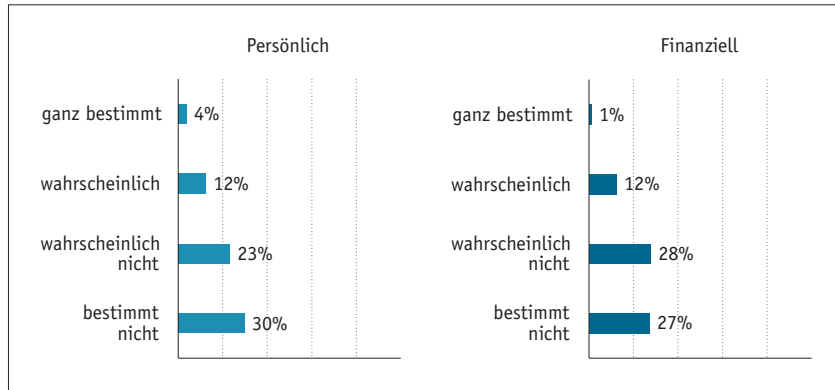 Persönlich
ganz bestimmt 4%
wahrscheinlich 12%
wahrscheinlich
nicht 23%
bestimmt
nicht 30%
Finanziell
ganz bestimmt 1%
wahrscheinlich 12%
wahrscheinlich
nicht 28%
bestimmt
nicht 27%